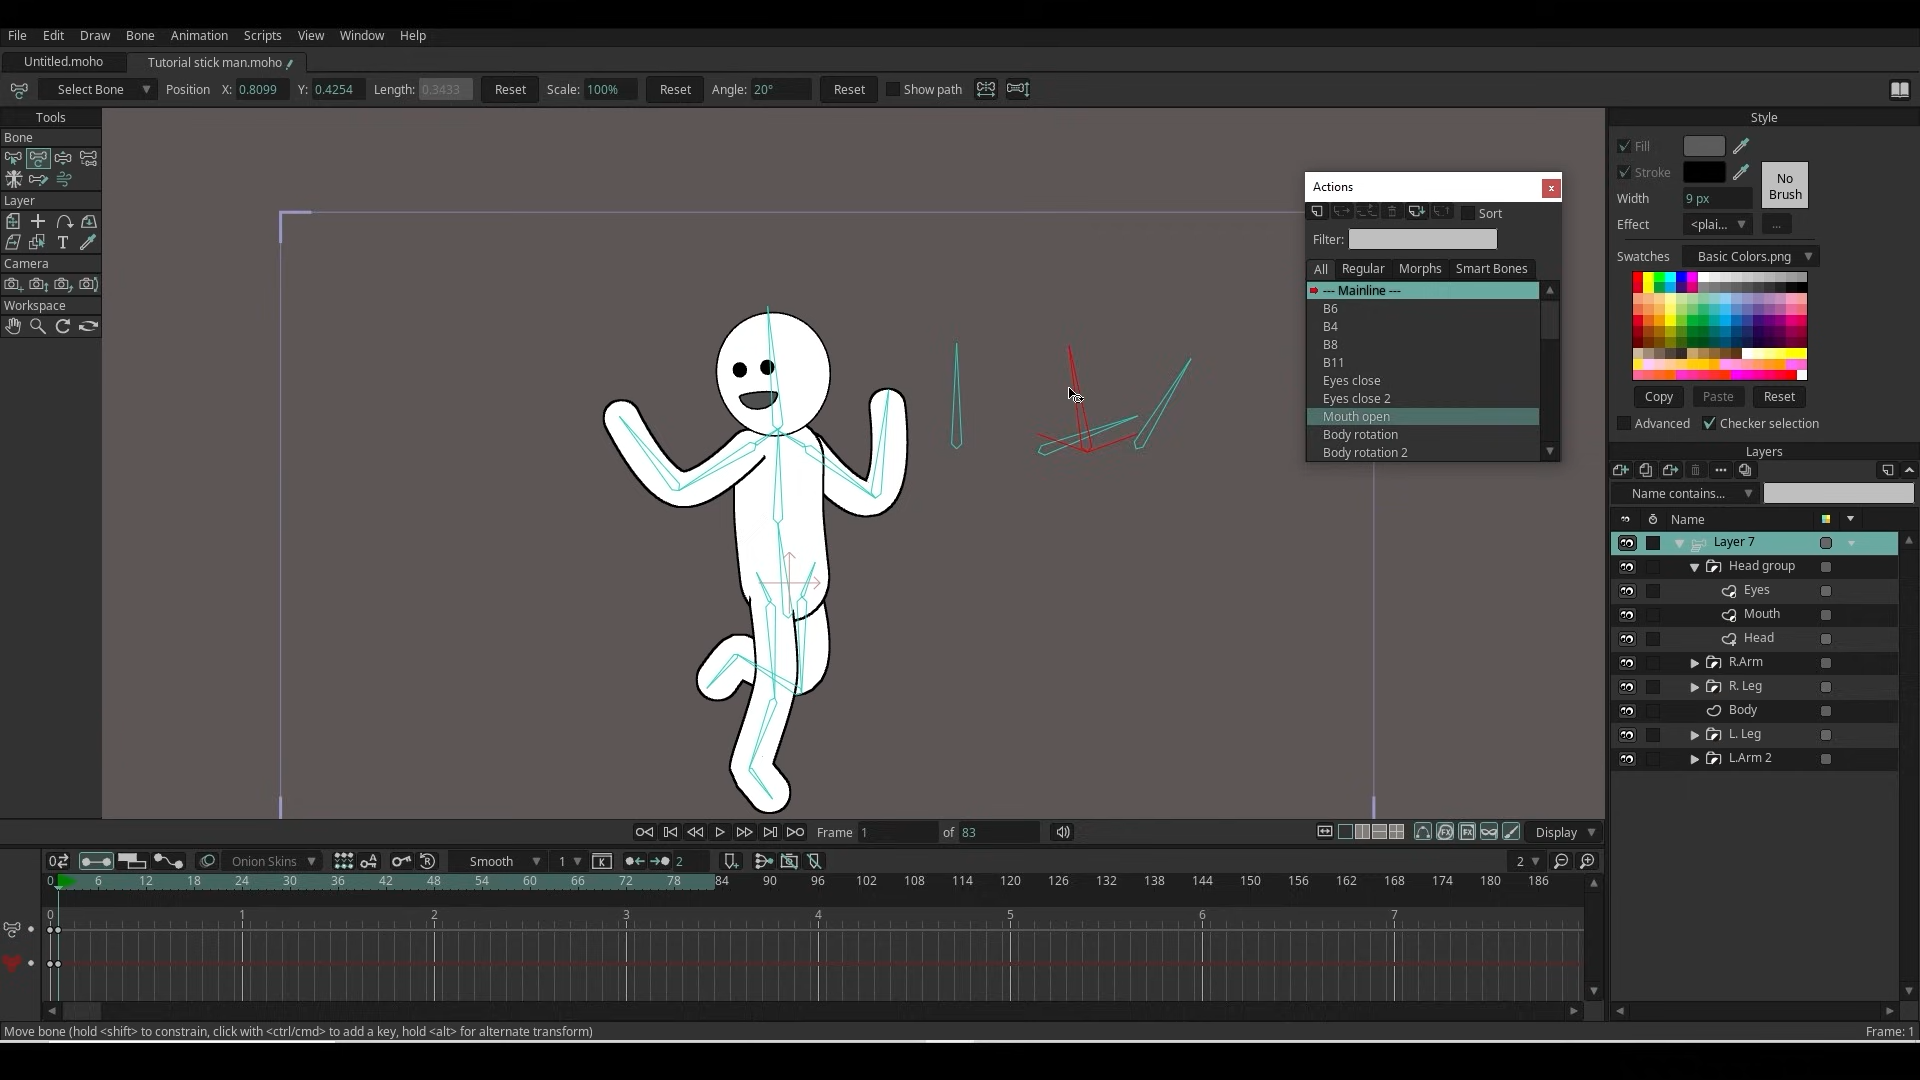 File Edit Draw Bone Animation Scripts View Window Help
Untitled.moho Tutorial stick man.moho
Select Bone Position X: 0.8099 Y: 0.4254 Length: 0.3433 Reset Scale: 100% Reset Angle: 20° Reset Show path
Tools
Bone
Layer
T
Camera
Workspace
Actions
Sort
Filter:
All Regular Morphs Smart Bones
--- Mainline ---
B6
B4
B8
B11
Eyes close
Eyes close 2
Mouth open
Body rotation
Body rotation 2
Style
Fill
Stroke
No Brush
Width 9 px
Effect <plai... ...
Swatches Basic Colors.png
Copy Paste Reset
Advanced Checker selection
Layers
Name contains...
Name
Layer 7
Head group
Eyes
Mouth
Head
R.Arm
R. Leg
Body
L. Leg
L.Arm 2
Frame 1 of 83 Display
Onion Skins Smooth 1 K 2 2
0 6 12 18 24 30 36 42 48 54 60 66 72 78 84 90 96 102 108 114 120 126 132 138 144 150 156 162 168 174 180 186
0 1 2 3 4 5 6 7
Move bone (hold <shift> to constrain, click with <ctrl/cmd> to add a key, hold <alt> for alternate transform) Frame: 1